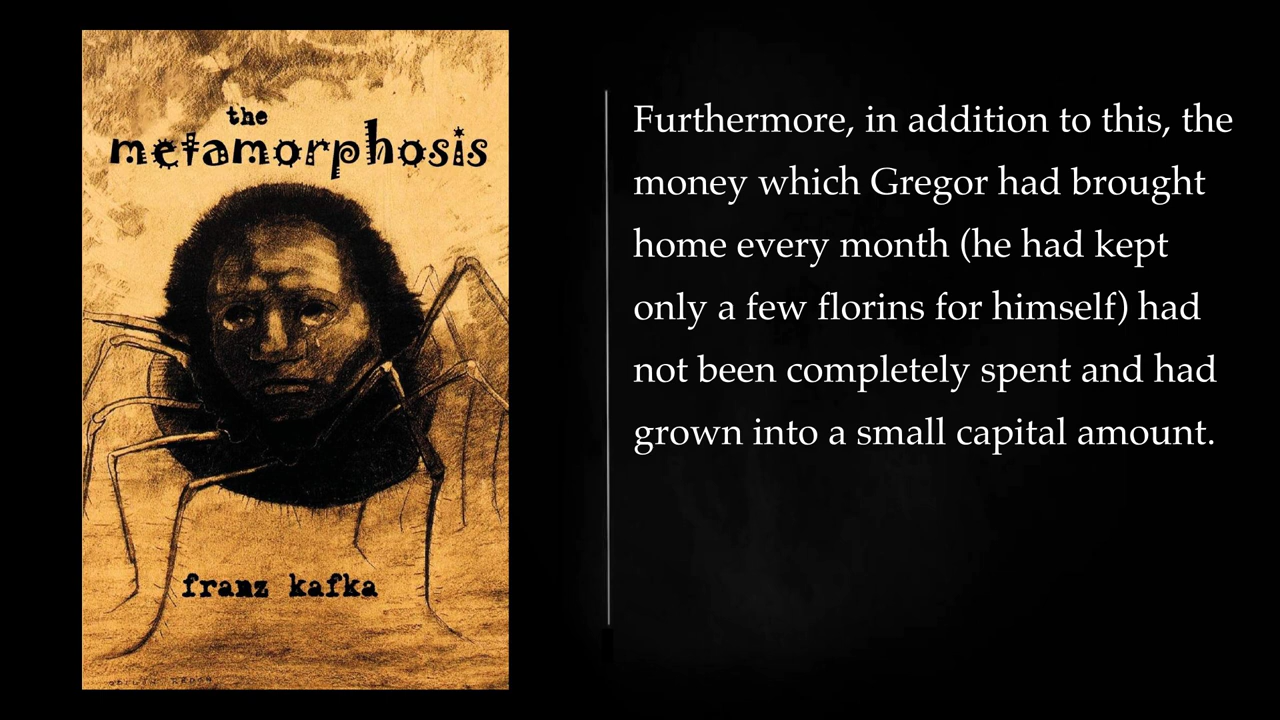 the
metamorphosis
franz kafka
ODILON REDON
Furthermore, in addition to this, the
money which Gregor had brought
home every month (he had kept
only a few florins for himself) had
not been completely spent and had
grown into a small capital amount.